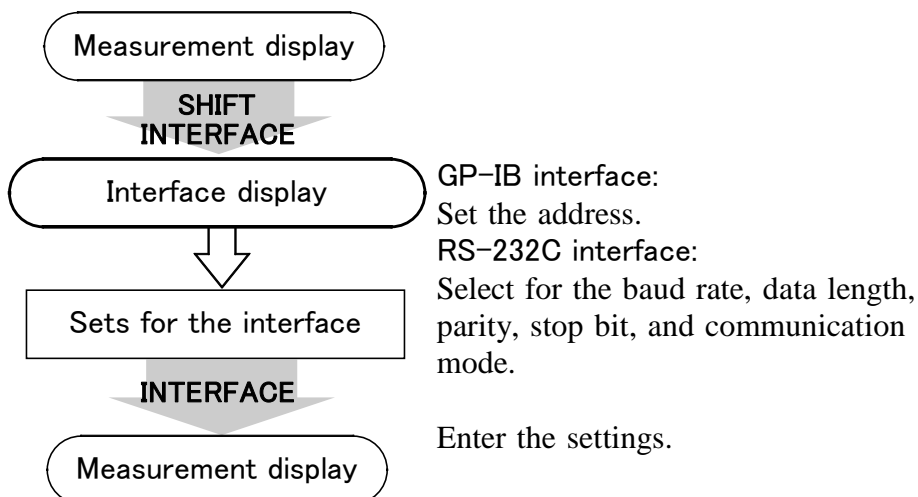 Measurement display
SHIFT
INTERFACE
Interface display
GP-IB interface:
Set the address.
RS-232C interface:
Select for the baud rate, data length,
parity, stop bit, and communication
mode.
Sets for the interface
INTERFACE
Enter the settings.
Measurement display